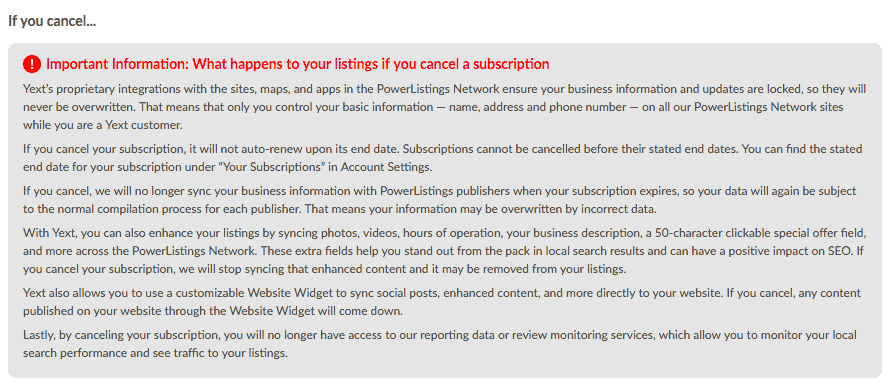 If you cancel...
! Important Information: What happens to your listings if you cancel a subscription
Yext's proprietary integrations with the sites, maps, and apps in the PowerListings Network ensure your business information and updates are locked, so they will
never be overwritten. That means that only you control your basic information — name, address and phone number — on all our PowerListings Network sites
while you are a Yext customer.
If you cancel your subscription, it will not auto-renew upon its end date. Subscriptions cannot be cancelled before their stated end dates. You can find the stated
end date for your subscription under "Your Subscriptions" in Account Settings.
If you cancel, we will no longer sync your business information with PowerListings publishers when your subscription expires, so your data will again be subject
to the normal compilation process for each publisher. That means your information may be overwritten by incorrect data.
With Yext, you can also enhance your listings by syncing photos, videos, hours of operation, your business description, a 50-character clickable special offer field,
and more across the PowerListings Network. These extra fields help you stand out from the pack in local search results and can have a positive impact on SEO. If
you cancel your subscription, we will stop syncing that enhanced content and it may be removed from your listings.
Yext also allows you to use a customizable Website Widget to sync social posts, enhanced content, and more directly to your website. If you cancel, any content
published on your website through the Website Widget will come down.
Lastly, by canceling your subscription, you will no longer have access to our reporting data or review monitoring services, which allow you to monitor your local
search performance and see traffic to your listings.